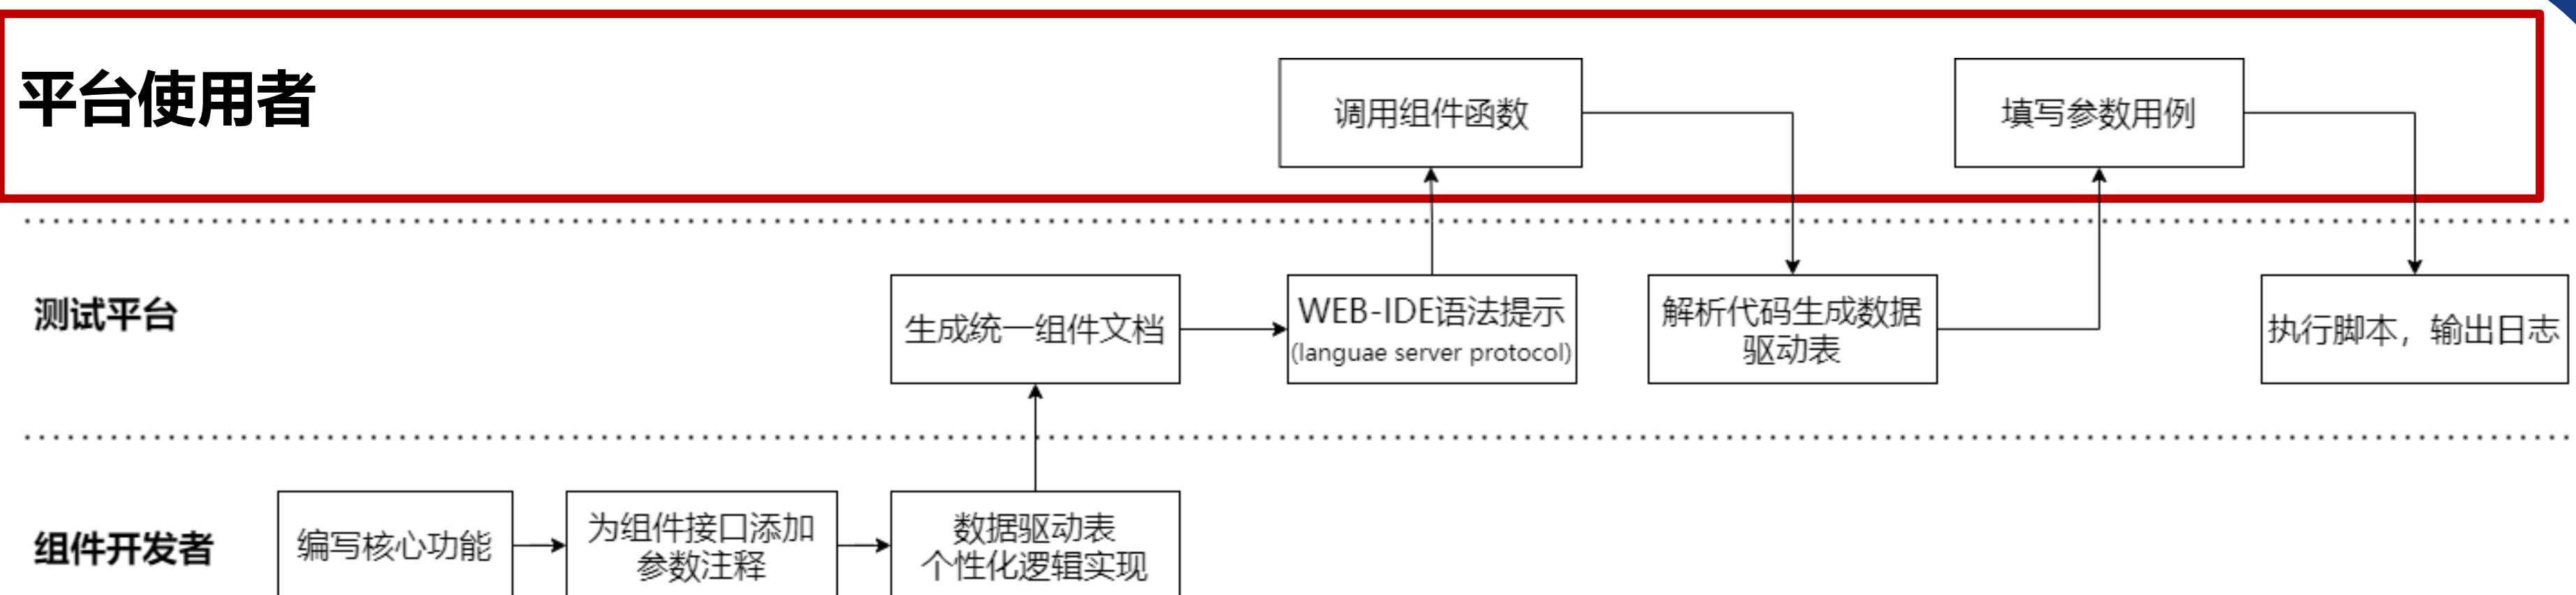 平台使用者
调用组件函数
填写参数用例
测试平台
生成统一组件文档
WEB-IDE语法提示
(languae server protocol)
解析代码生成数据
驱动表
执行脚本，输出日志
组件开发者
编写核心功能
为组件接口添加
参数注释
数据驱动表
个性化逻辑实现